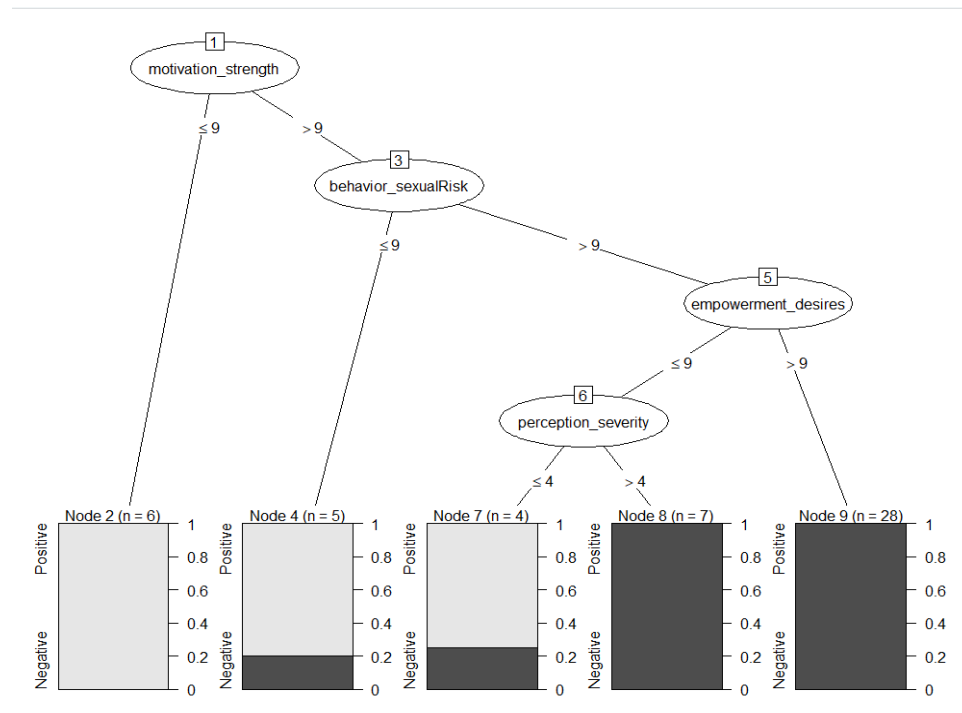 1
motivation_strength
≤ 9
> 9
3
behavior_sexualRisk
≤ 9
> 9
5
empowerment_desires
≤ 9
> 9
6
perception_severity
≤ 4
> 4
Node 2 (n = 6)
Positive
Negative
1
0.8
0.6
0.4
0.2
0
Node 4 (n = 5)
Positive
Negative
1
0.8
0.6
0.4
0.2
0
Node 7 (n = 4)
Positive
Negative
1
0.8
0.6
0.4
0.2
0
Node 8 (n = 7)
Positive
Negative
1
0.8
0.6
0.4
0.2
0
Node 9 (n = 28)
Positive
Negative
1
0.8
0.6
0.4
0.2
0